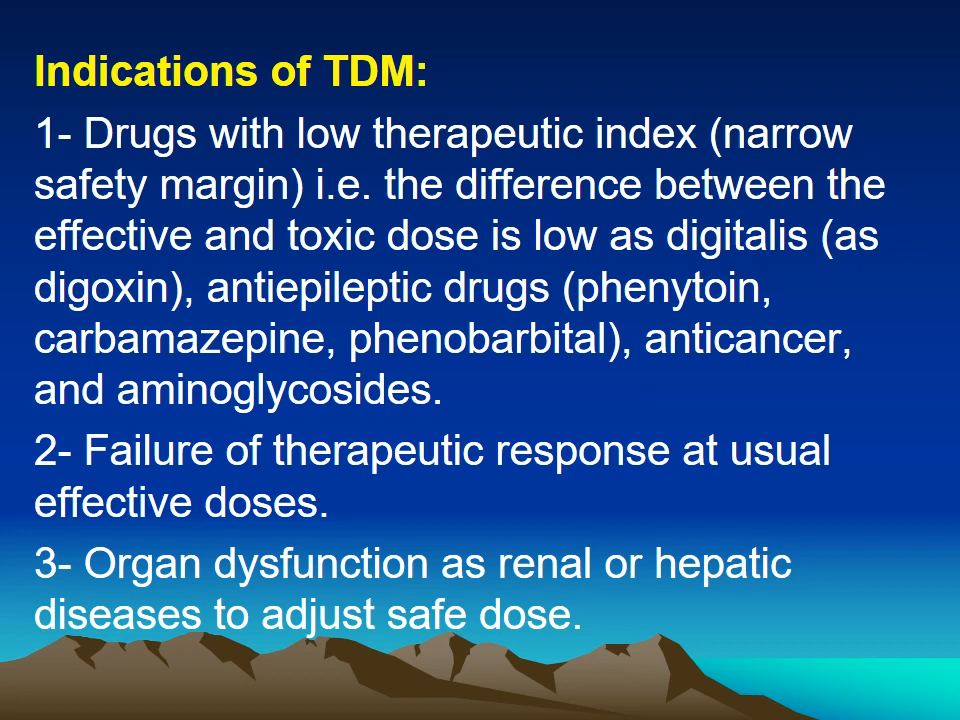 Indications of TDM:
1- Drugs with low therapeutic index (narrow
safety margin) i.e. the difference between the
effective and toxic dose is low as digitalis (as
digoxin), antiepileptic drugs (phenytoin,
carbamazepine, phenobarbital), anticancer,
and aminoglycosides.
2- Failure of therapeutic response at usual
effective doses.
3- Organ dysfunction as renal or hepatic
diseases to adjust safe dose.